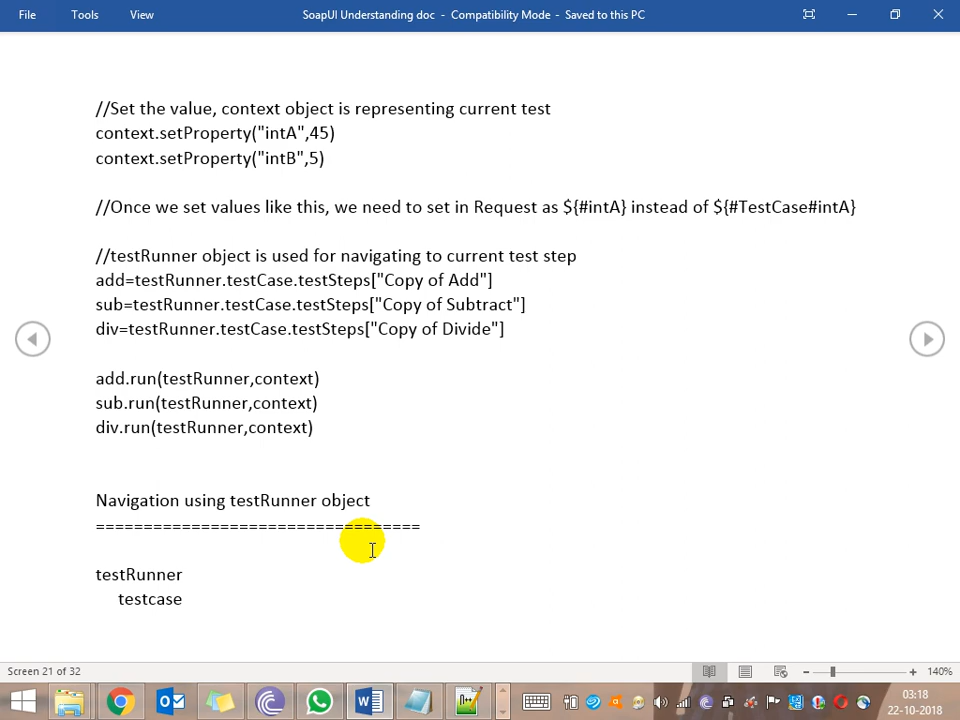 File Tools View SoapUI Understanding doc - Compatibility Mode - Saved to this PC
//Set the value, context object is representing current test
context.setProperty("intA",45)
context.setProperty("intB",5)
//Once we set values like this, we need to set in Request as ${#intA} instead of ${#TestCase#intA}
//testRunner object is used for navigating to current test step
add=testRunner.testCase.testSteps["Copy of Add"]
sub=testRunner.testCase.testSteps["Copy of Subtract"]
div=testRunner.testCase.testSteps["Copy of Divide"]
add.run(testRunner,context)
sub.run(testRunner,context)
div.run(testRunner,context)
Navigation using testRunner object
==================================
testRunner
testcase
Screen 21 of 32 140%
03:18
22-10-2018